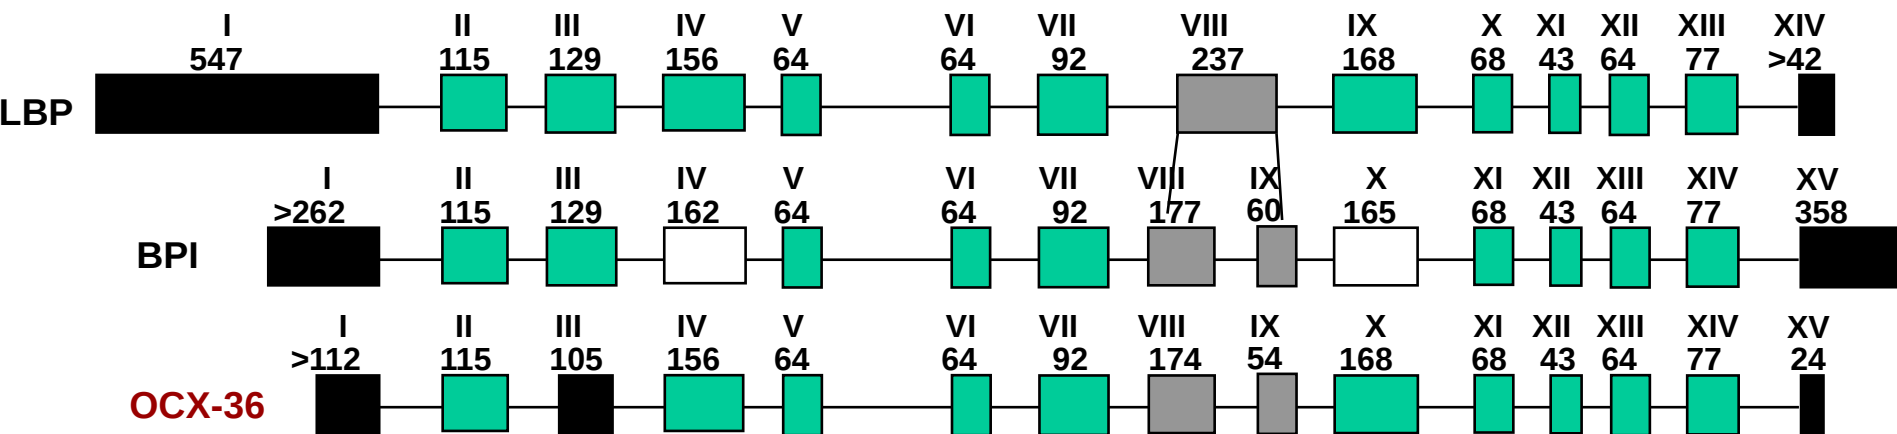 I II III IV V VI VII VIII IX X XI XII XIII XIV
547 115 129 156 64 64 92 237 168 68 43 64 77 >42
LBP
I II III IV V VI VII VIII IX X XI XII XIII XIV XV
>262 115 129 162 64 64 92 177 60 165 68 43 64 77 358
BPI
I II III IV V VI VII VIII IX X XI XII XIII XIV XV
>112 115 105 156 64 64 92 174 54 168 68 43 64 77 24
OCX-36